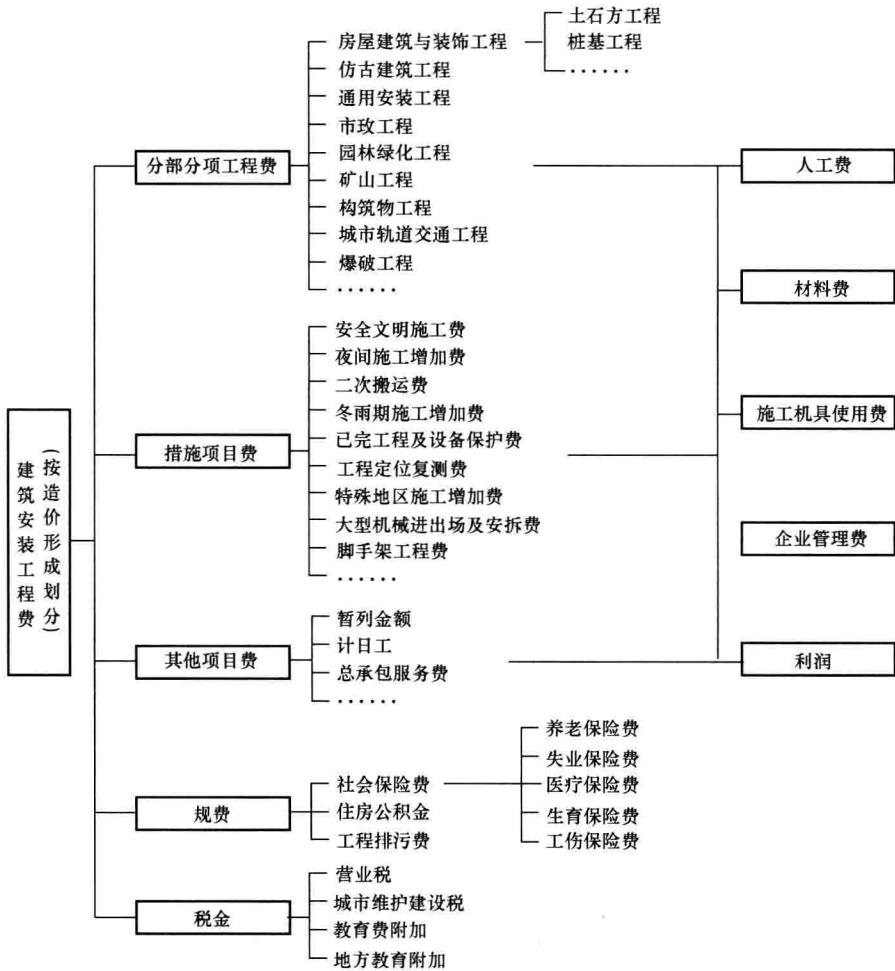 建筑安装工程费
(按造价形成划分)
分部分项工程费
房屋建筑与装饰工程
土石方工程
桩基工程
······
仿古建筑工程
通用安装工程
市玫工程
园林绿化工程
矿山工程
构筑物工程
城市轨道交通工程
爆破工程
······
措施项目费
安全文明施工费
夜间施工增加费
二次搬运费
冬雨期施工增加费
已完工程及设备保护费
工程定位复测费
特殊地区施工增加费
大型机械进出场及安拆费
脚手架工程费
······
其他项目费
暂列金额
计日工
总承包服务费
······
人工费
材料费
施工机具使用费
企业管理费
利润
规费
社会保险费
养老保险费
失业保险费
医疗保险费
生育保险费
工伤保险费
住房公积金
工程排污费
税金
营业税
城市维护建设税
教育费附加
地方教育附加